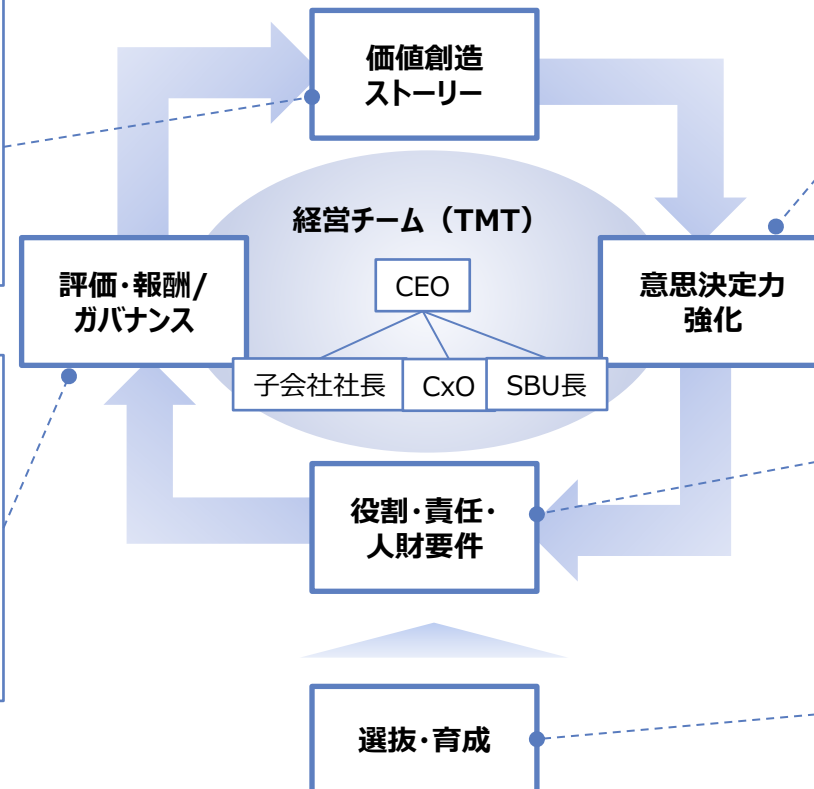 価値創造
ストーリー
経営チーム（TMT）
評価・報酬/
ガバナンス
CEO
意思決定力
強化
子会社社長
CxO
SBU長
役割・責任・
人財要件
選抜・育成